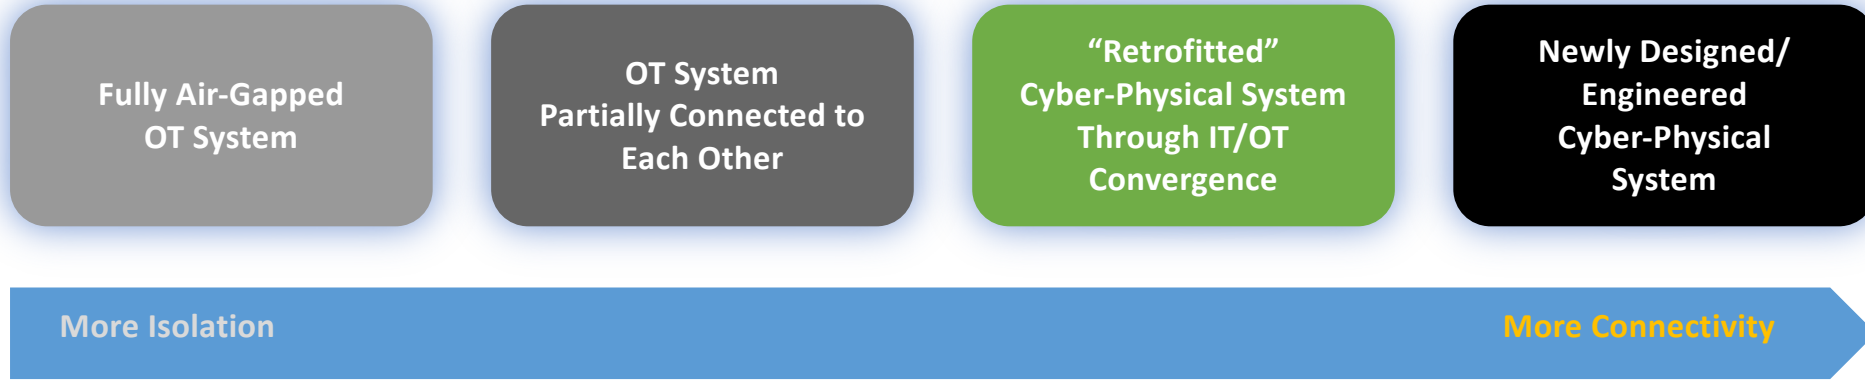 Fully Air-Gapped
OT System
OT System
Partially Connected to
Each Other
“Retrofitted”
Cyber-Physical System
Through IT/OT
Convergence
Newly Designed/
Engineered
Cyber-Physical
System
More Isolation
More Connectivity